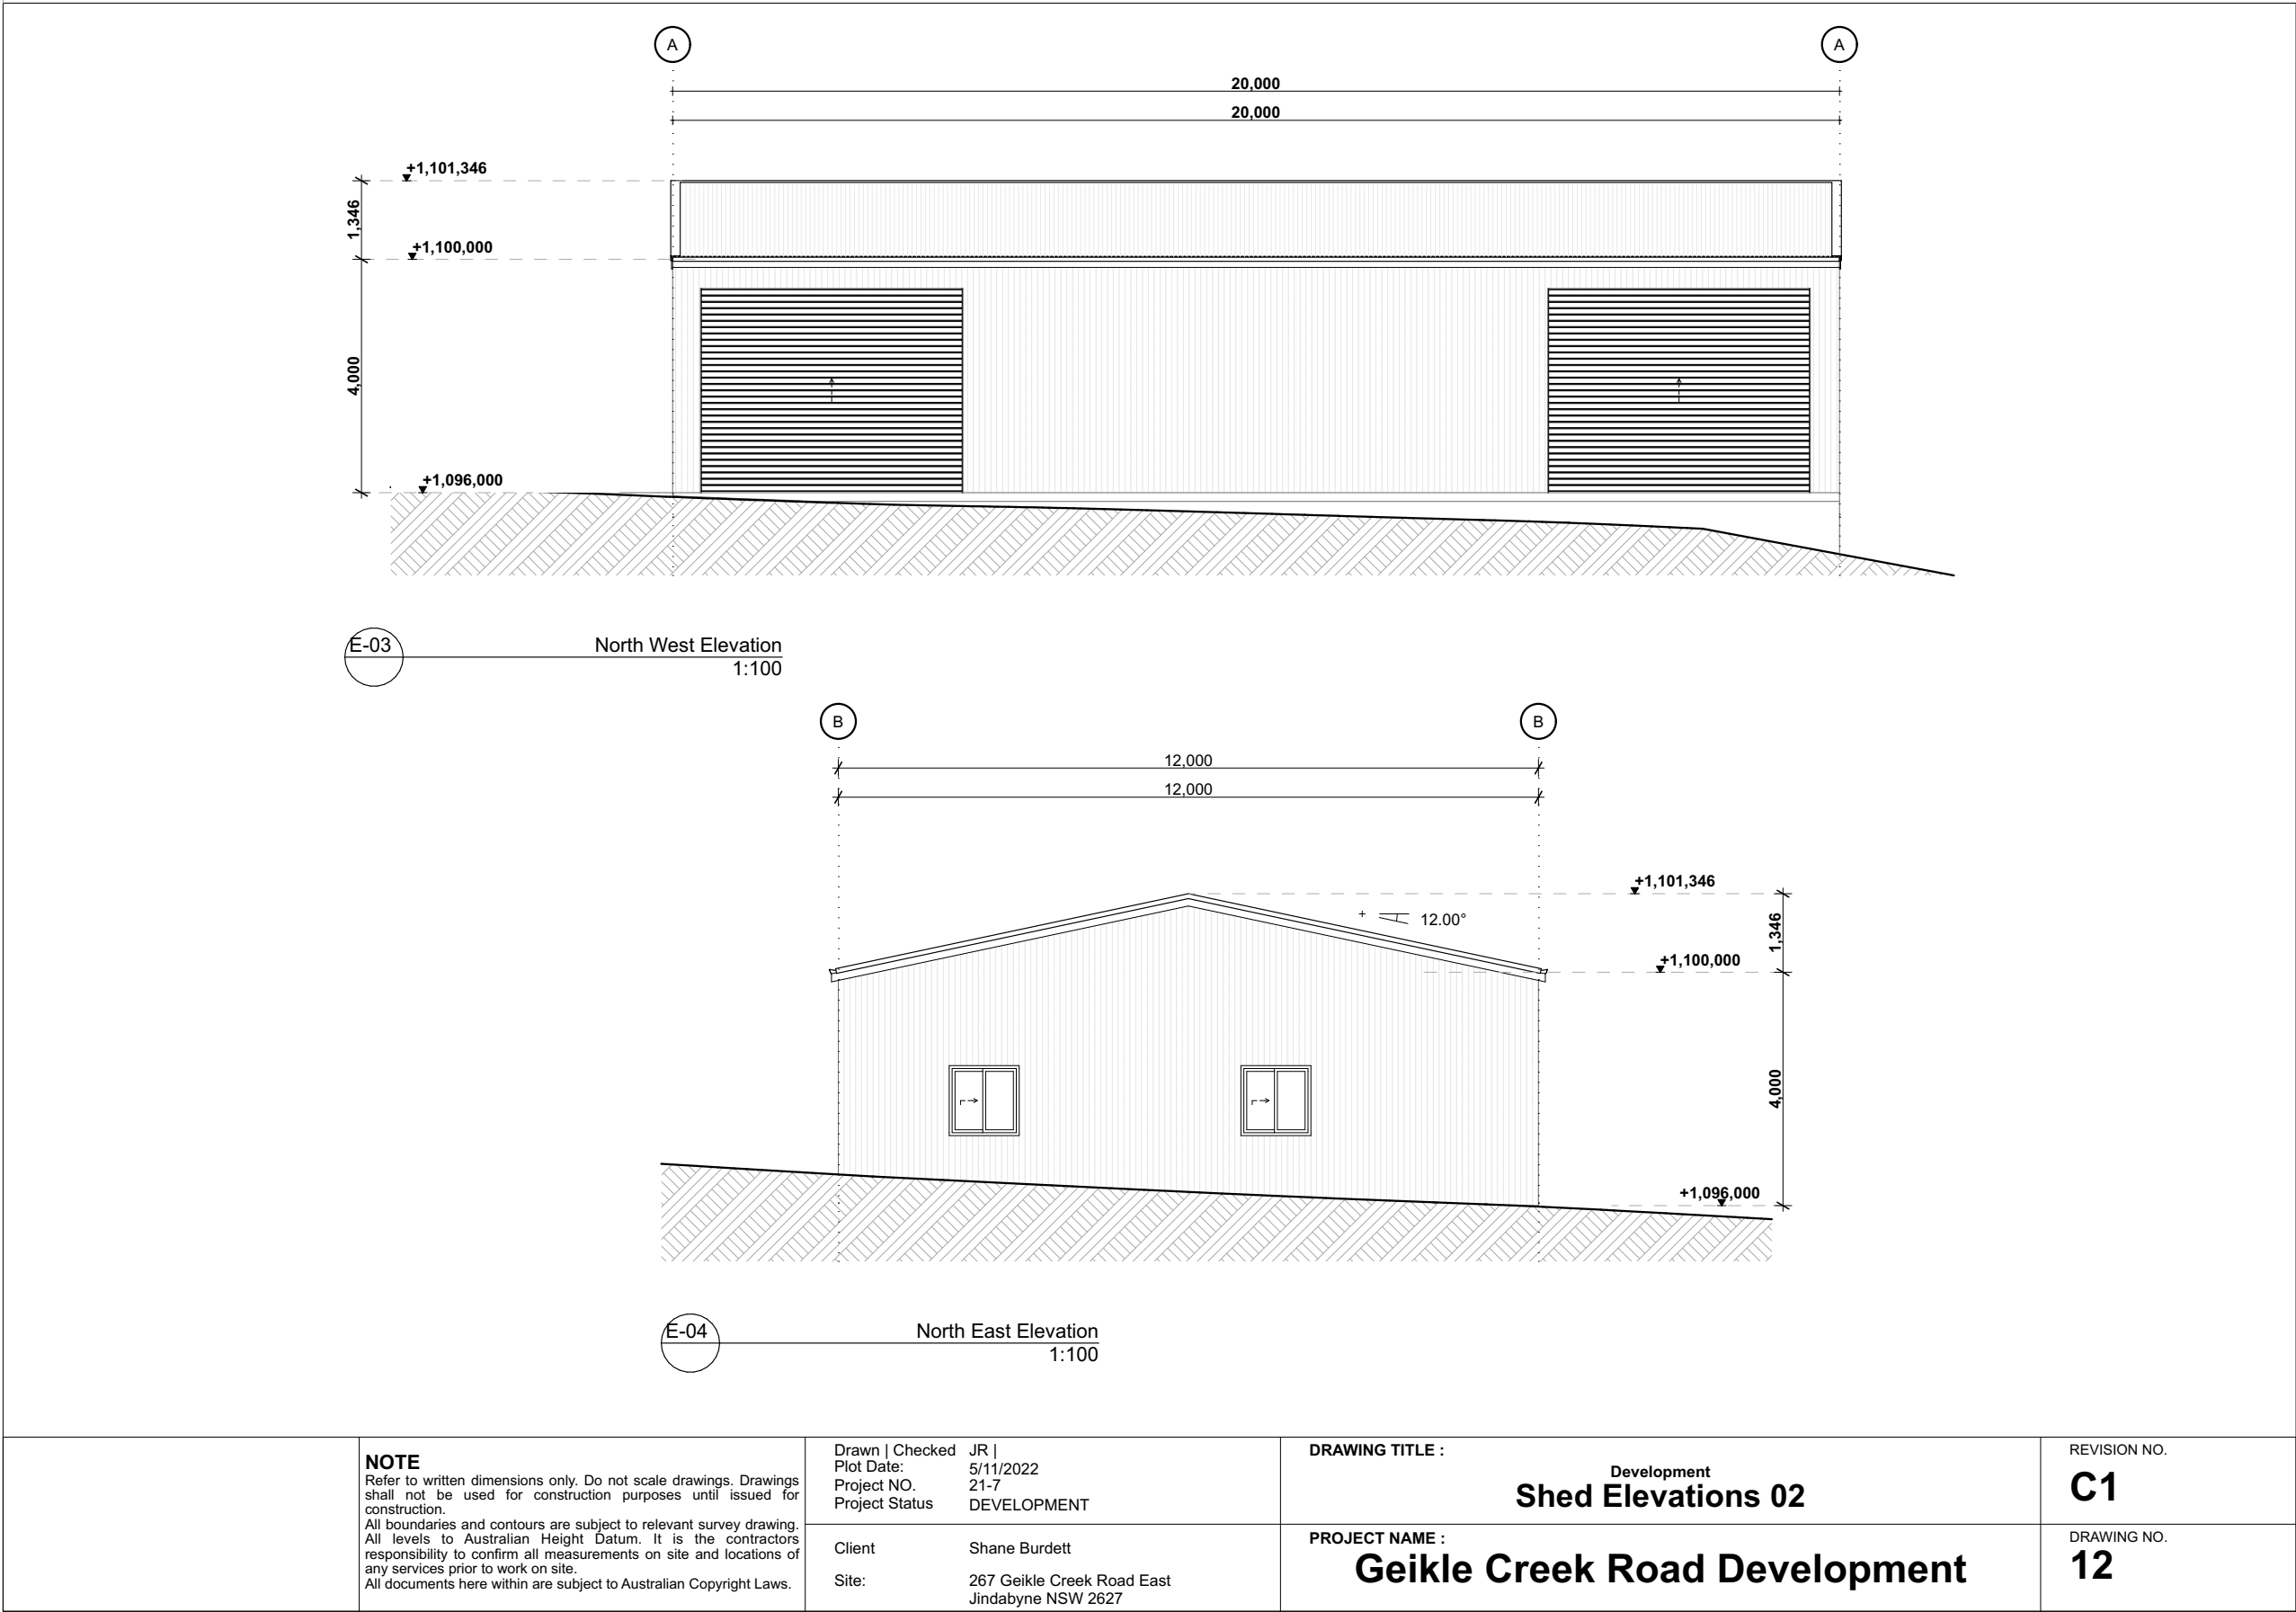 A A
20,000
20,000
+1,101,346
1,346
+1,100,000
4,000
+1,096,000
E-03 North West Elevation
1:100
B B
12,000
12,000
+1,101,346
12.00°
1,346
+1,100,000
4,000
+1,096,000
E-04 North East Elevation
1:100
NOTE
Refer to written dimensions only. Do not scale drawings. Drawings
shall not be used for construction purposes until issued for
construction.
All boundaries and contours are subject to relevant survey drawing.
All levels to Australian Height Datum. It is the contractors
responsibility to confirm all measurements on site and locations of
any services prior to work on site.
All documents here within are subject to Australian Copyright Laws.
Drawn | Checked JR |
Plot Date: 5/11/2022
Project NO. 21-7
Project Status DEVELOPMENT
Client Shane Burdett
Site: 267 Geikle Creek Road East
Jindabyne NSW 2627
DRAWING TITLE :
Development
Shed Elevations 02
PROJECT NAME :
Geikle Creek Road Development
REVISION NO.
C1
DRAWING NO.
12